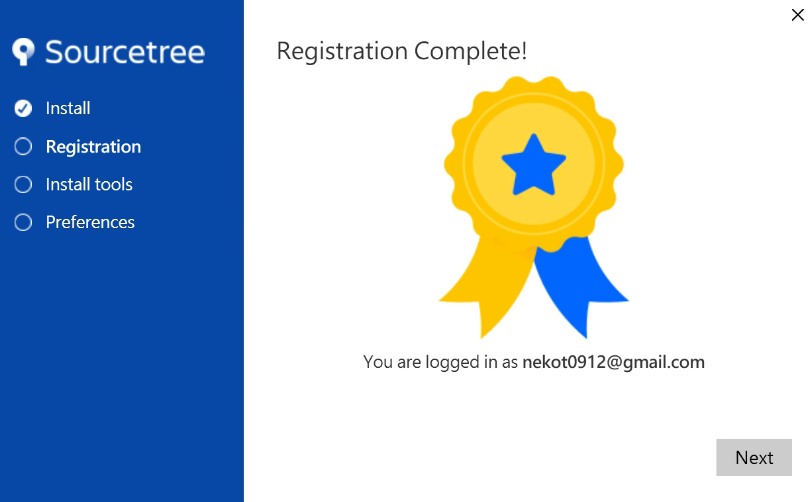 Sourcetree
Install
Registration
Install tools
Preferences
Registration Complete!
You are logged in as nekot0912@gmail.com
Next